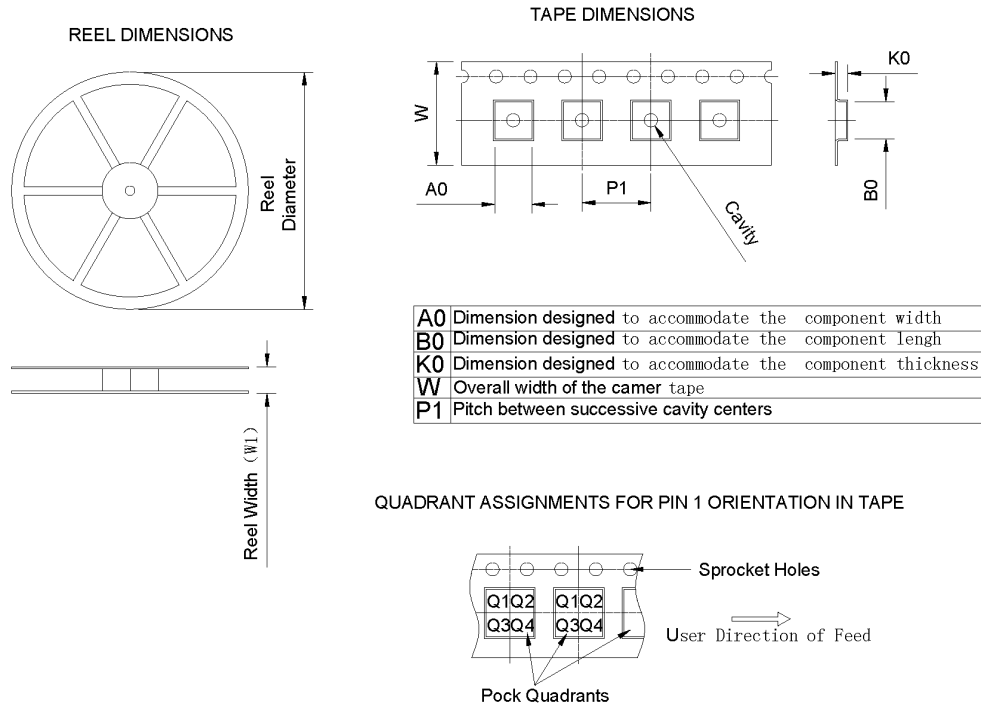 REEL DIMENSIONS
Reel
Diameter
Reel Width (W1)
TAPE DIMENSIONS
W
A0
P1
Cavity
K0
B0
A0 Dimension designed to accommodate the component width
B0 Dimension designed to accommodate the component lengh
K0 Dimension designed to accommodate the component thickness
W Overall width of the camer tape
P1 Pitch between successive cavity centers
QUADRANT ASSIGNMENTS FOR PIN 1 ORIENTATION IN TAPE
Sprocket Holes
Q1Q2 Q1Q2
Q3Q4 Q3Q4
User Direction of Feed
Pock Quadrants